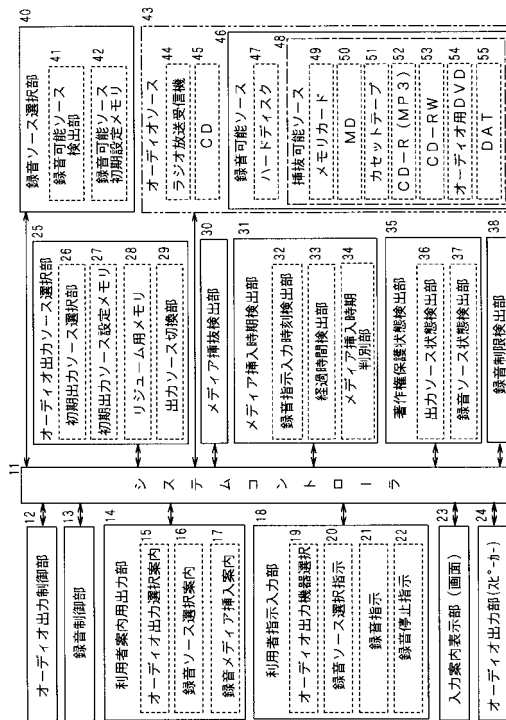 11
システムコントローラ
12
オーディオ出力制御部
13
録音制御部
14
利用者案内用出力部
15
オーディオ出力選択案内
16
録音ソース選択案内
17
録音メディア挿入案内
18
利用者指示入力部
19
オーディオ出力機器選択
20
録音ソース選択指示
21
録音指示
22
録音停止指示
23
入力案内表示部(画面)
24
オーディオ出力部(スピーカー)
25
オーディオ出力ソース選択部
26
初期出力ソース選択部
27
初期出力ソース設定メモリ
28
リジューム用メモリ
29
出力ソース切換部
30
メディア挿抜検出部
31
メディア挿入時期検出部
32
録音指示入力時刻検出部
33
経過時間検出部
34
メディア挿入時期
判別部
35
著作権保護状態検出部
36
出力ソース状態検出部
37
録音ソース状態検出部
38
録音制限検出部
40
録音ソース選択部
41
録音可能ソース
検出部
42
録音可能ソース
初期設定メモリ
43
オーディオソース
44
ラジオ放送受信機
45
CD
46
録音可能ソース
47
ハードディスク
48
挿抜可能ソース
49
メモリカード
50
MD
51
カセットテープ
52
CD-R(MP3)
53
CD-RW
54
オーディオ用DVD
55
DAT